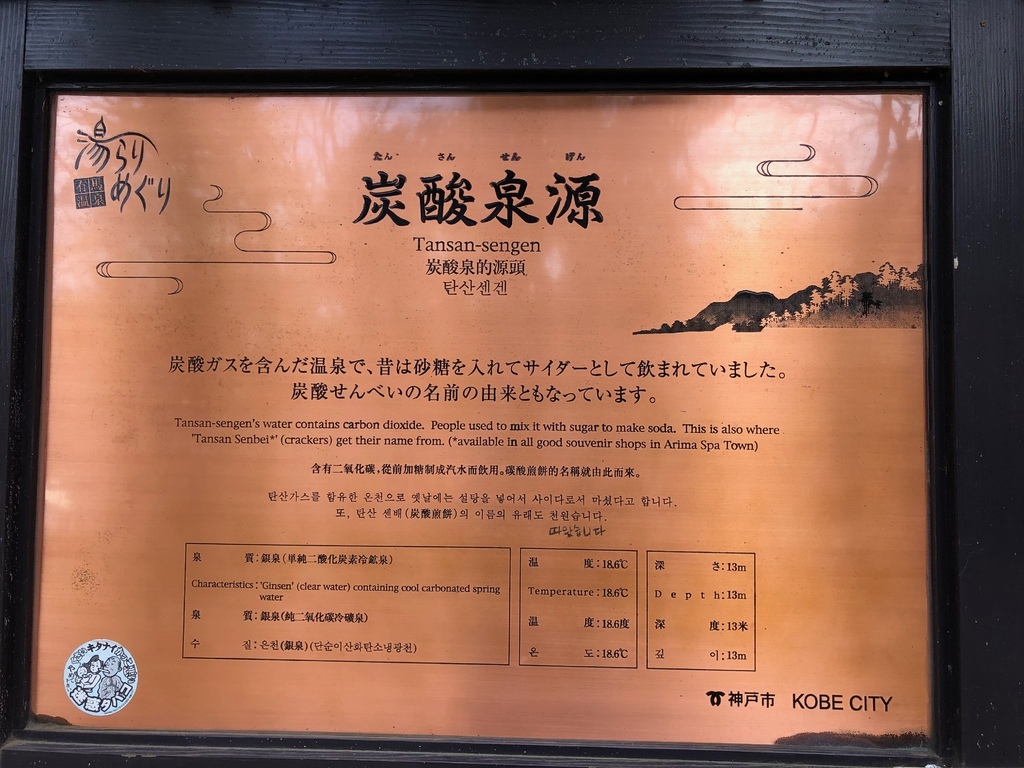 湯らり
めぐり
有馬
温泉
たん さん せん げん
炭酸泉源
Tansan-sengen
炭酸泉的源頭
탄산센겐
炭酸ガスを含んだ温泉で、昔は砂糖を入れてサイダーとして飲まれていました。
炭酸せんべいの名前の由来ともなっています。
Tansan-sengen's water contains carbon dioxide. People used to mix it with sugar to make soda. This is also where
'Tansan Senbei*' (crackers) get their name from. (*available in all good souvenir shops in Arima Spa Town)
含有二氧化碳,從前加糖制成汽水而飲用。碳酸煎餅的名稱就由此而來。
탄산가스를 함유한 온천으로 옛날에는 설탕을 넣어서 사이다로서 마셨다고 합니다.
또, 탄산 센배(炭酸煎餅)의 이름의 유래도 천원습니다.
따왔습니다
泉 質:銀泉(単純二酸化炭素冷鉱泉)
Characteristics:'Ginsen' (clear water) containing cool carbonated spring
water
泉 質:銀泉(純二氧化碳冷礦泉)
수 질:은천(銀泉)(단순이산화탄소냉광천)
温 度:18.6℃
Temperature:18.6℃
温 度:18.6度
온 도:18.6℃
深 さ:13m
Depth:13m
深 度:13米
깊 이:13m
キタナイ
神戸市 KOBE CITY